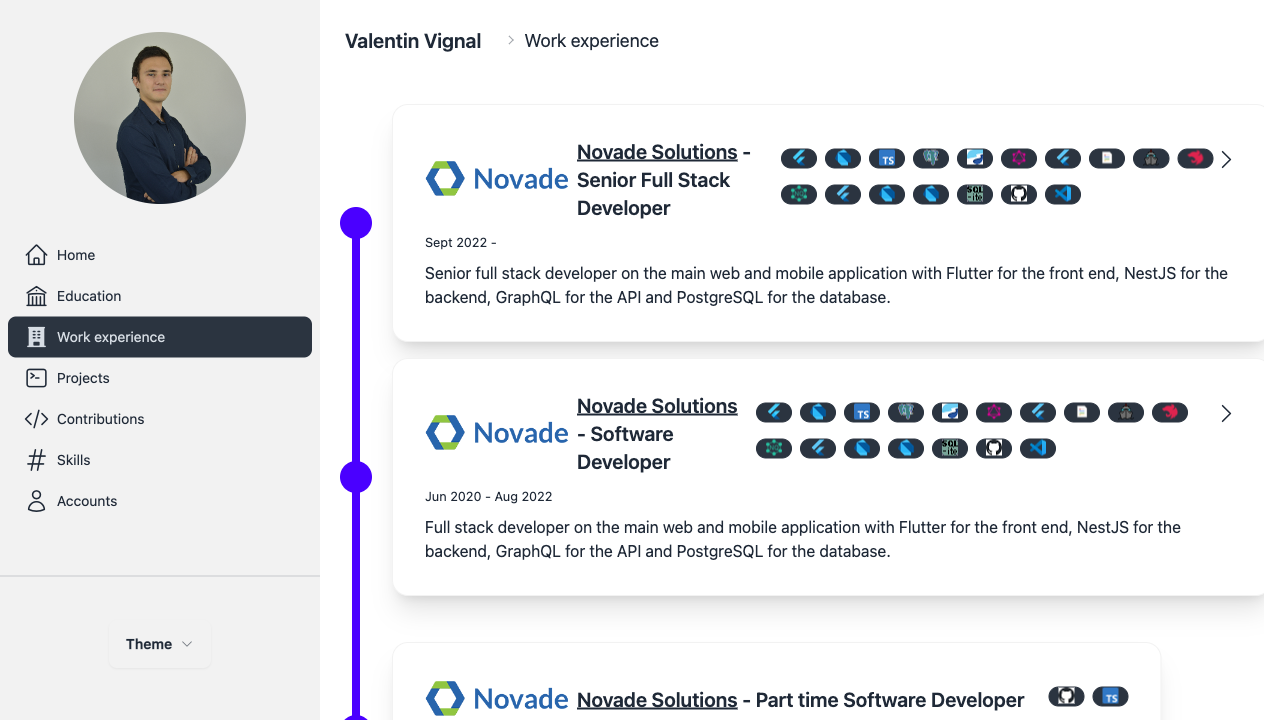 Valentin Vignal
Work experience
Home
Education
Work experience
Projects
Contributions
Skills
Accounts
Theme
Novade
Novade Solutions -
Senior Full Stack
Developer
TS
SQL
Sept 2022 -
Senior full stack developer on the main web and mobile application with Flutter for the front end, NestJS for the
backend, GraphQL for the API and PostgreSQL for the database.
Novade
Novade Solutions
- Software
Developer
TS
SQL
Jun 2020 - Aug 2022
Full stack developer on the main web and mobile application with Flutter for the front end, NestJS for the
backend, GraphQL for the API and PostgreSQL for the database.
Novade
Novade Solutions - Part time Software Developer
TS